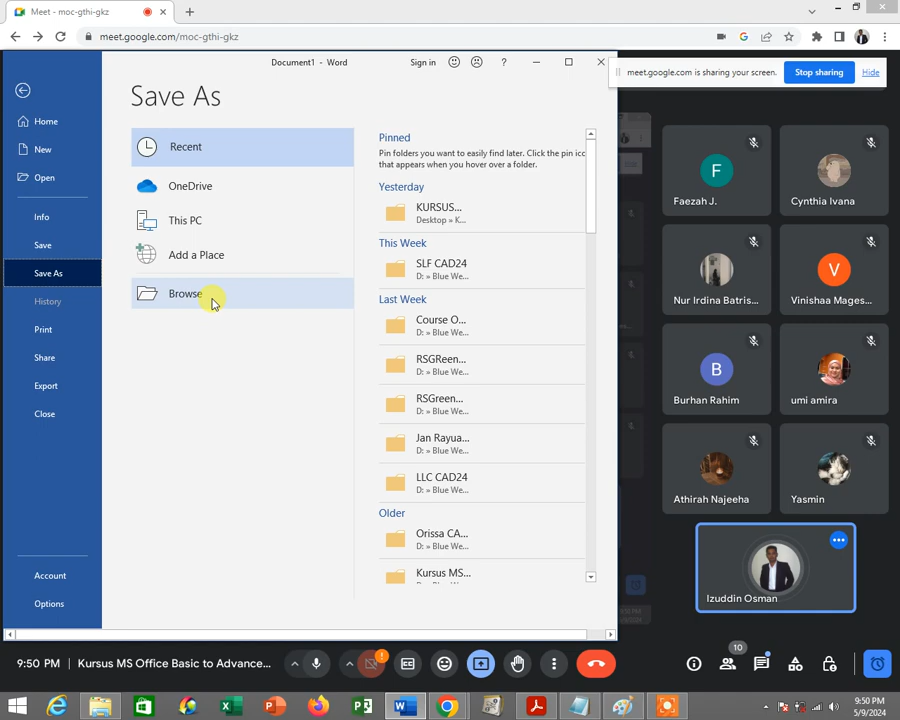 Meet - moc-gthi-gkz
meet.google.com/moc-gthi-gkz
Document1 - Word
Sign in
?
meet.google.com is sharing your screen.
Stop sharing
Hide
Save As
Home
New
Open
Info
Save
Save As
History
Print
Share
Export
Close
Account
Options
Recent
OneDrive
This PC
Add a Place
Browse
Pinned
Pin folders you want to easily find later. Click the pin ico
that appears when you hover over a folder.
Yesterday
KURSUS...
Desktop » K...
This Week
SLF CAD24
D: » Blue We...
Last Week
Course O...
D: » Blue We...
RSGReen...
D: » Blue We...
RSGreen...
D: » Blue We...
Jan Rayua...
D: » Blue We...
LLC CAD24
D: » Blue We...
Older
Orissa CA...
D: » Blue We...
Kursus MS...
D: » Blue We...
F
Faezah J.
Cynthia Ivana
Nur Irdina Batris...
V
Vinishaa Mages...
B
Burhan Rahim
umi amira
Athirah Najeeha
Yasmin
Izuddin Osman
9:50 PM | Kursus MS Office Basic to Advance...
10
9:50 PM
5/9/2024